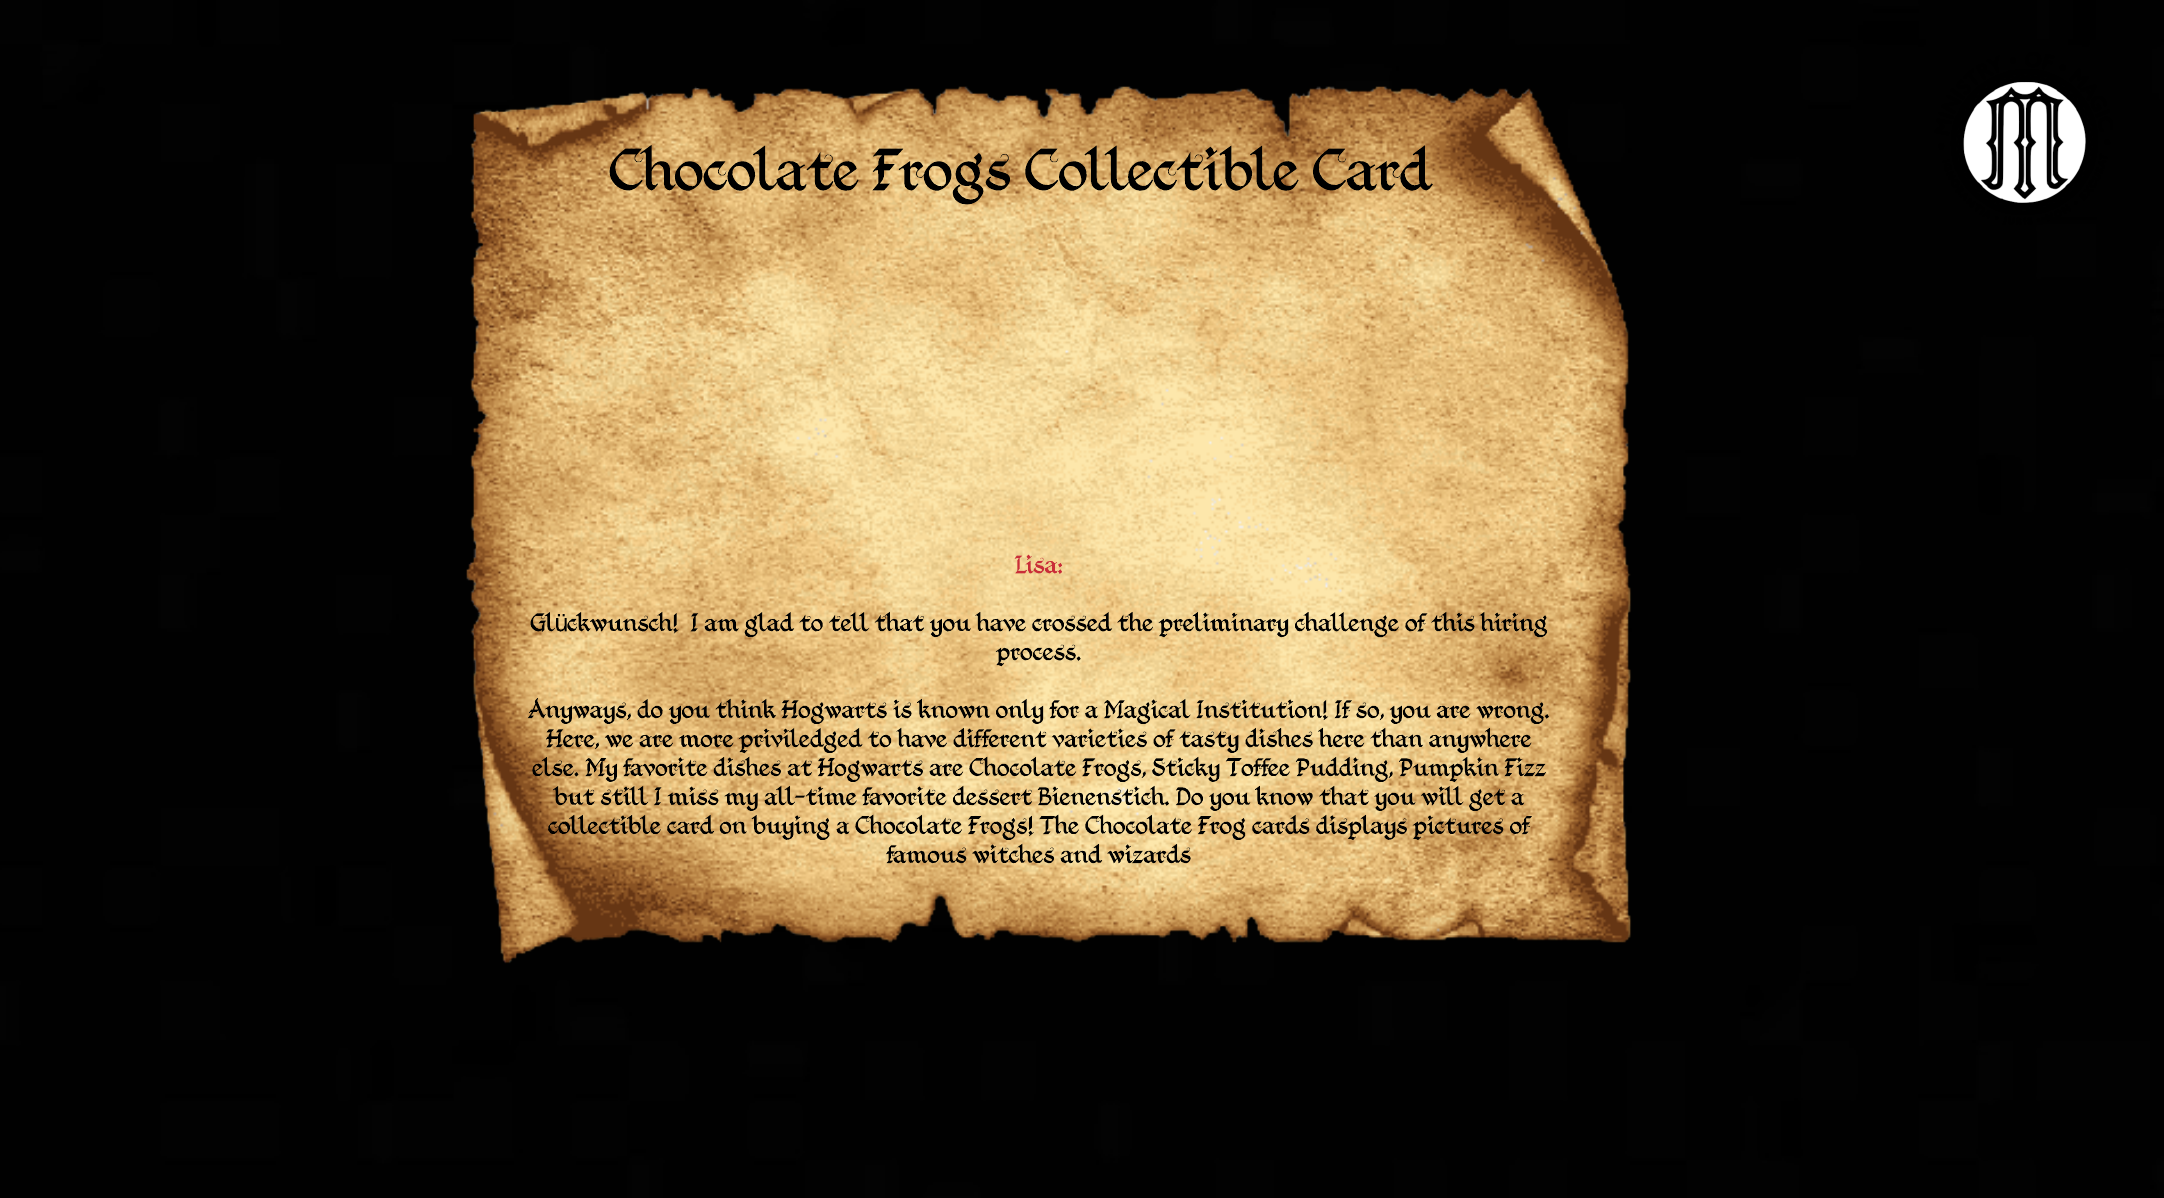 Chocolate Frogs Collectible Card
M
Lisa:
Glückwunsch! I am glad to tell that you have crossed the preliminary challenge of this hiring
process.
Anyways, do you think Hogwarts is known only for a Magical Institution! If so, you are wrong.
Here, we are more priviledged to have different varieties of tasty dishes here than anywhere
else. My favorite dishes at Hogwarts are Chocolate Frogs, Sticky Toffee Pudding, Pumpkin Fizz
but still I miss my all-time favorite dessert Bienenstich. Do you know that you will get a
collectible card on buying a Chocolate Frogs! The Chocolate Frog cards displays pictures of
famous witches and wizards